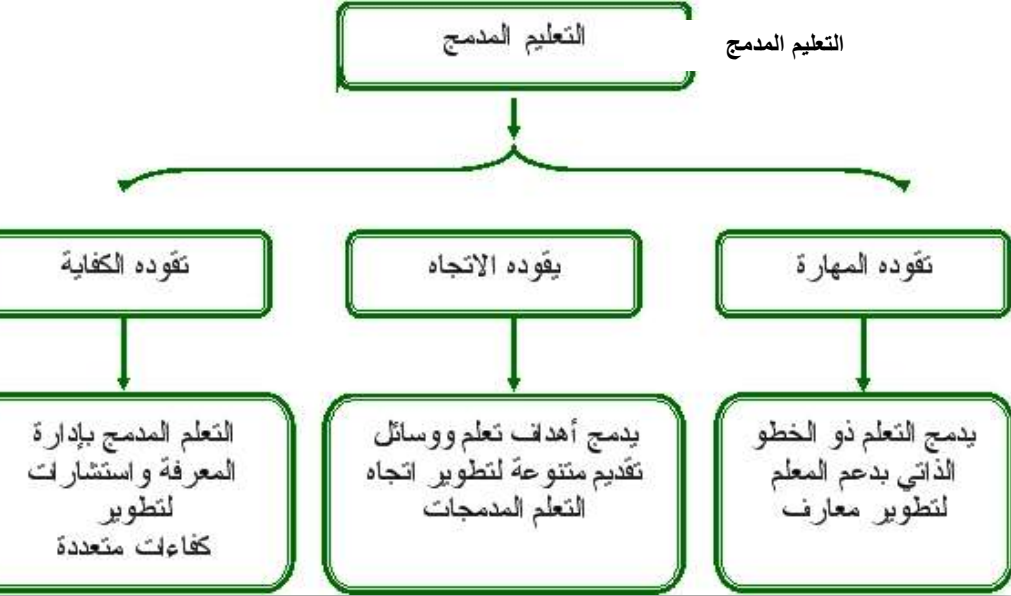 التعليم المدمج
التعليم المدمج
تقوده المهارة
يقوده الاتجاه
تقوده الكفاية
يدمج التعلم ذو الخطو
الذاتي بدعم المعلم
لتطوير معارف
يدمج أهداف تعلم ووسائل
تقديم متنوعة لتطوير اتجاه
التعلم المدمجات
التعلم المدمج بإدارة
المعرفة واستشارات
لتطوير
كفاءات متعددة